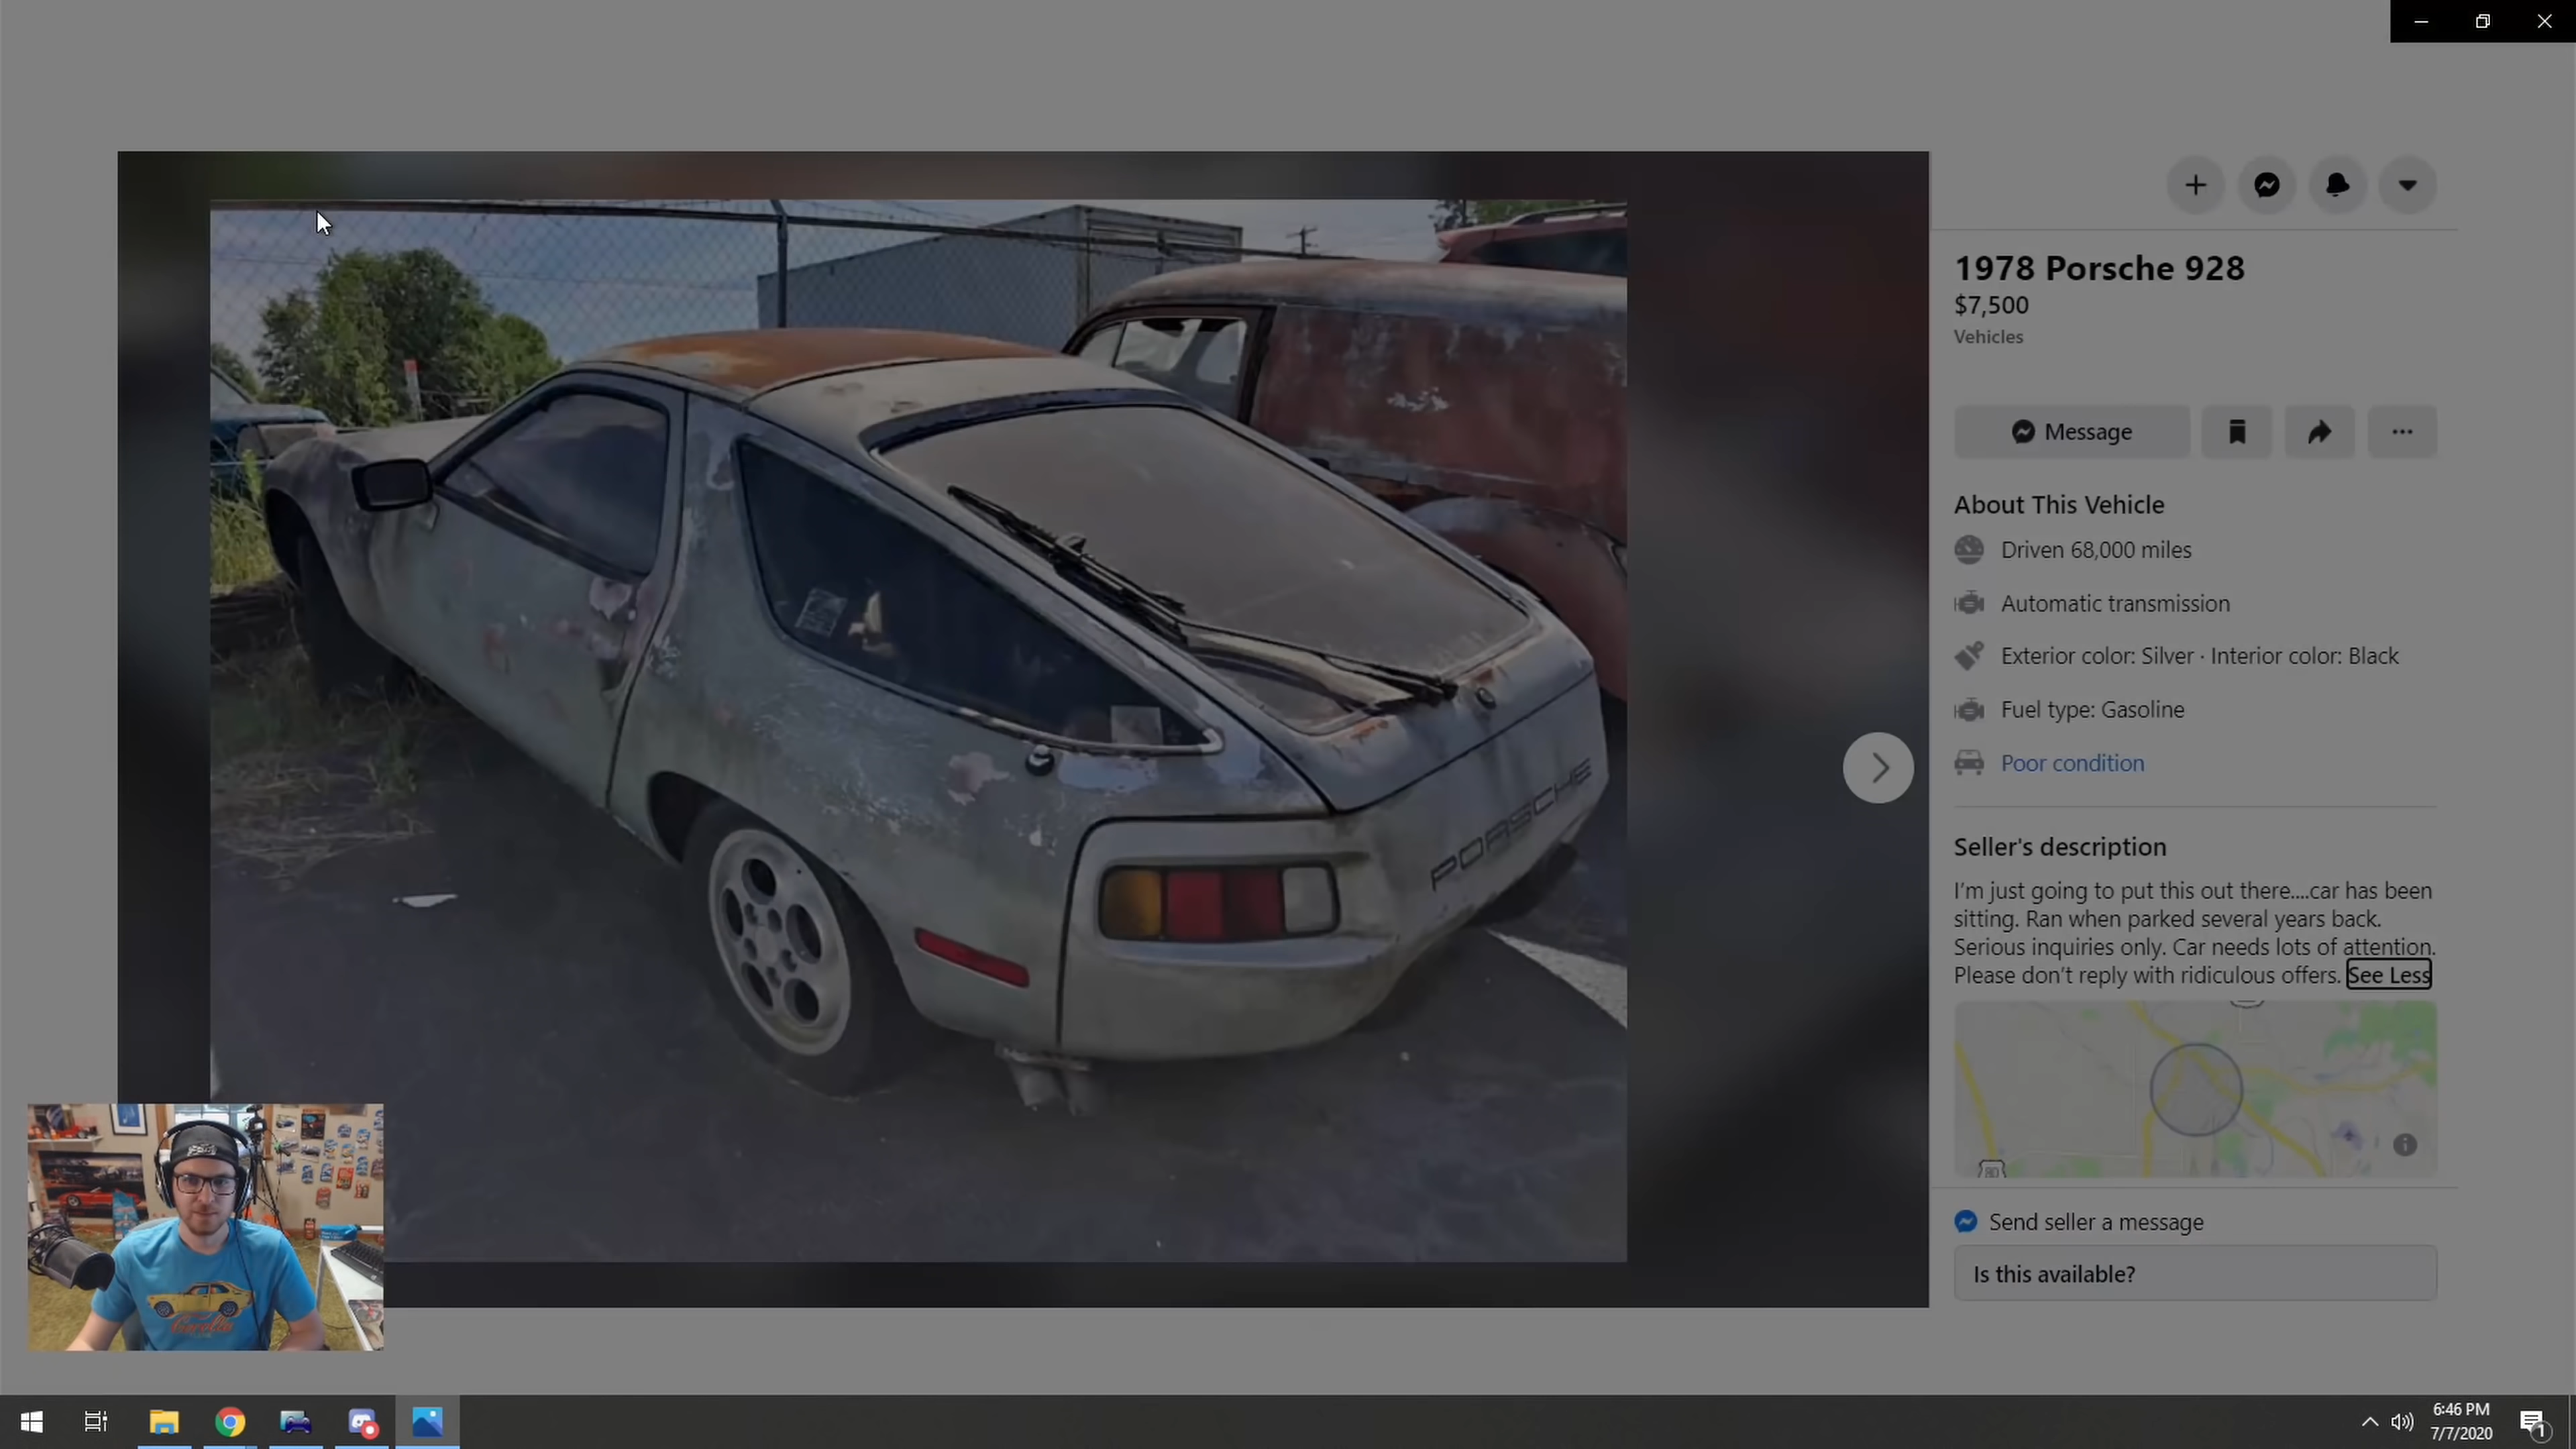 1978 Porsche 928
$7,500
Vehicles
Message
About This Vehicle
Driven 68,000 miles
Automatic transmission
Exterior color: Silver · Interior color: Black
Fuel type: Gasoline
Poor condition
Seller's description
I'm just going to put this out there....car has been
sitting. Ran when parked several years back.
Serious inquiries only. Car needs lots of attention.
Please don't reply with ridiculous offers. See Less
80
Send seller a message
Is this available?
PORSCHE
Corolla
6:46 PM
7/7/2020
1